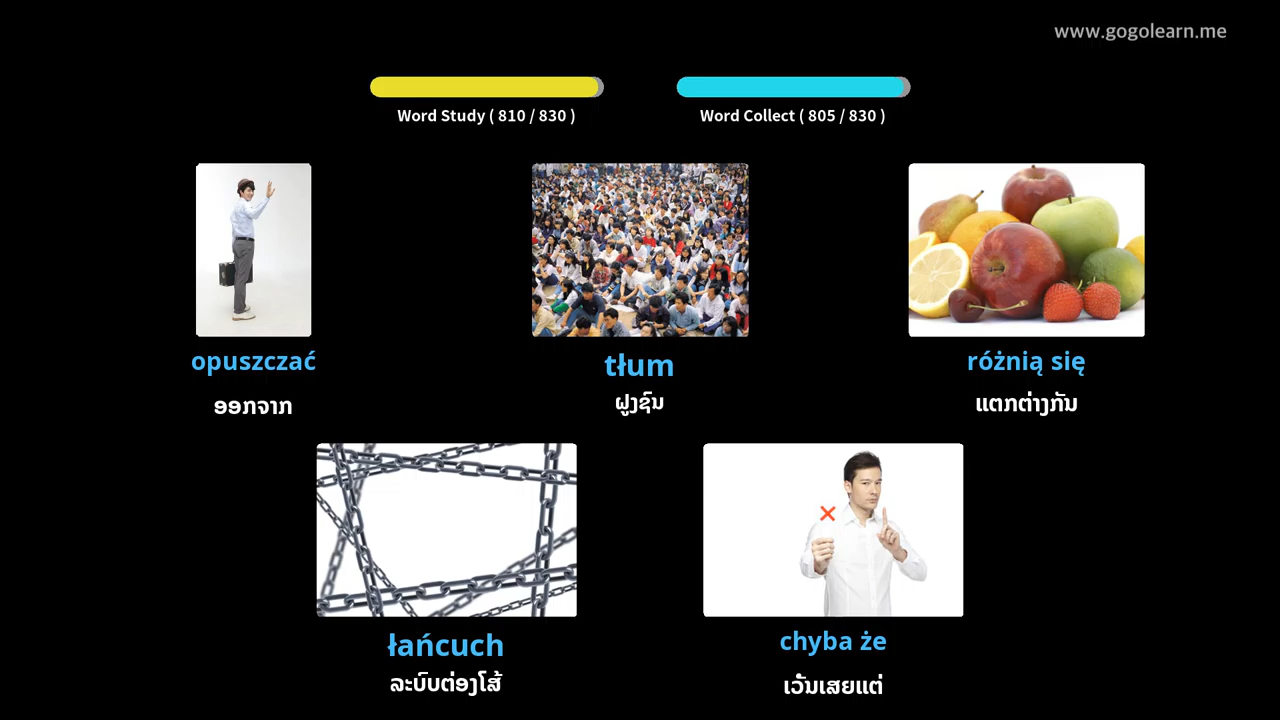 www.gogolearn.me
Word Study ( 810 / 830 )
Word Collect ( 805 / 830 )
opuszczać
ອອກຈາກ
tłum
ຝູງຊົນ
różnią się
ແຕກຕ່າງກັນ
łańcuch
ລະບົບຕ່ອງໂສ້
chyba że
ເວັ້ນເສຍແຕ່